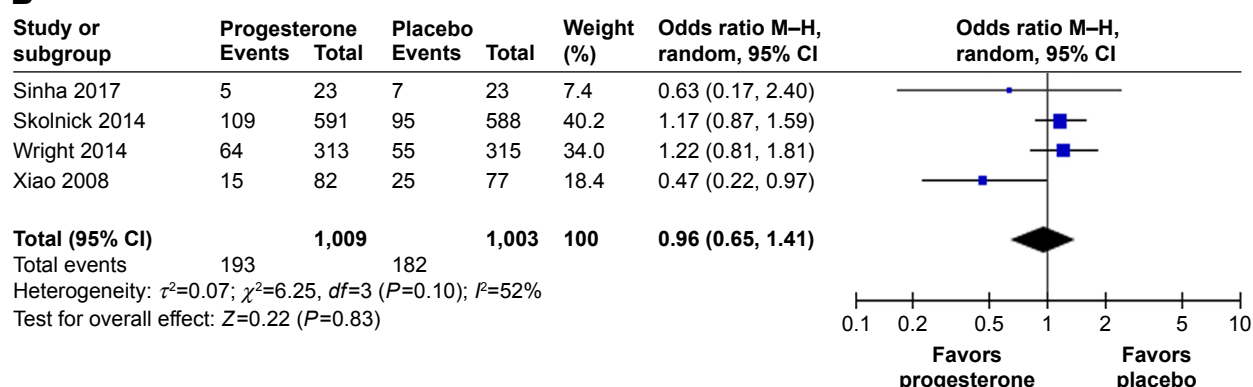 B
Study or subgroup Progesterone Events Total Placebo Events Total Weight (%) Odds ratio M–H, random, 95% CI Odds ratio M–H, random, 95% CI
Sinha 2017 5 23 7 23 7.4 0.63 (0.17, 2.40)
Skolnick 2014 109 591 95 588 40.2 1.17 (0.87, 1.59)
Wright 2014 64 313 55 315 34.0 1.22 (0.81, 1.81)
Xiao 2008 15 82 25 77 18.4 0.47 (0.22, 0.97)
Total (95% CI) 1,009 1,003 100 0.96 (0.65, 1.41)
Total events 193 182
Heterogeneity: τ²=0.07; χ²=6.25, df=3 (P=0.10); I²=52%
Test for overall effect: Z=0.22 (P=0.83)
0.1 0.2 0.5 1 2 5 10
Favors progesterone Favors placebo